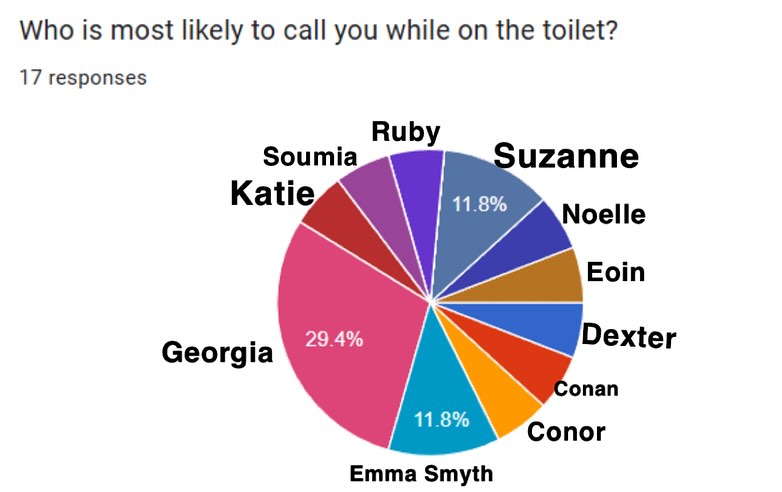 Who is most likely to call you while on the toilet?
17 responses
Ruby
Soumia
Suzanne
Katie
11.8%
Noelle
Eoin
Dexter
29.4%
Georgia
Conan
11.8%
Conor
Emma Smyth